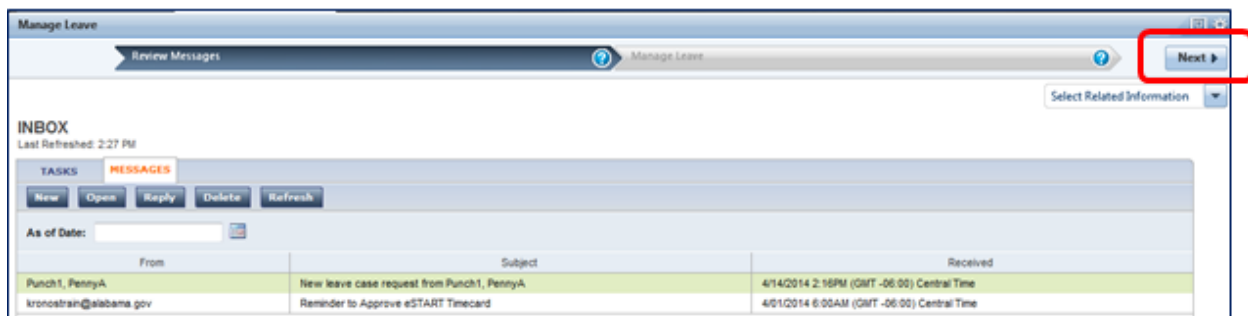 Manage Leave
Review Messages ? Manage Leave ? Next
Select Related Information
INBOX
Last Refreshed: 2:27 PM
TASKS MESSAGES
New Open Reply Delete Refresh
As of Date:
From Subject Received
Punch1, PennyA New leave case request from Punch1, PennyA 4/14/2014 2:16PM (GMT -06:00) Central Time
kronostrain@alabama.gov Reminder to Approve eSTART Timecard 4/01/2014 6:00AM (GMT -06:00) Central Time